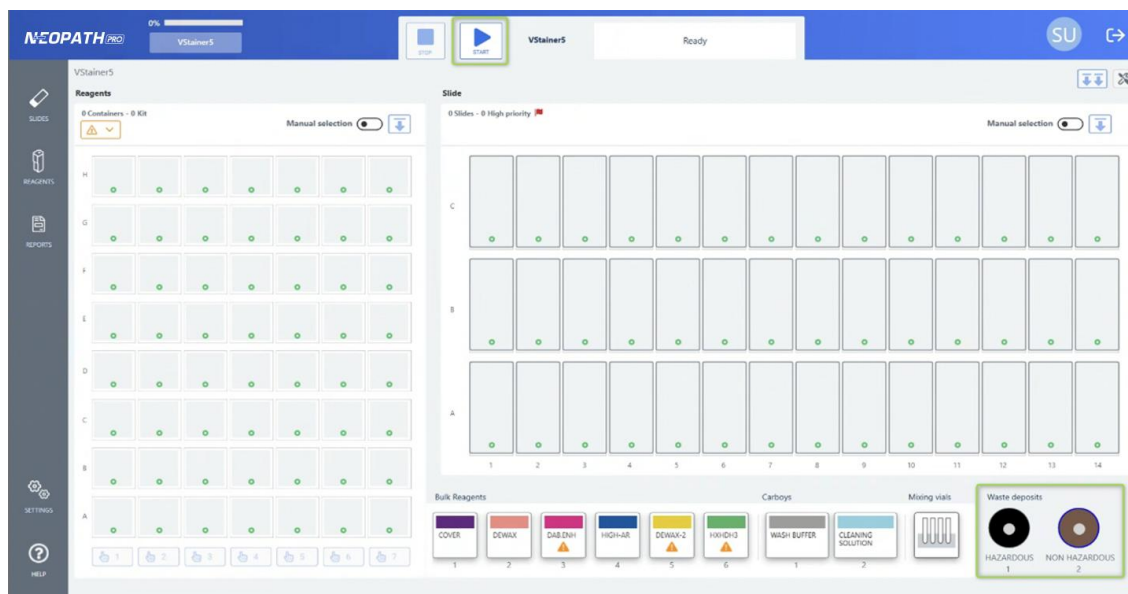 NEOPATH PRO
0%
VStainer5
STOP
START
VStainer5
Ready
SU
SLIDES
REAGENTS
REPORTS
SETTINGS
HELP
VStainer5
Reagents
0 Containers - 0 Kit
Manual selection
H
G
F
E
D
C
B
A
1 2 3 4 5 6 7
Slide
0 Slides - 0 High priority
Manual selection
C
B
A
1 2 3 4 5 6 7 8 9 10 11 12 13 14
Bulk Reagents
COVER
DEWAX
DAB.ENH
HIGH-AR
DEWAX-2
HXHDH3
1 2 3 4 5 6
Carboys
WASH BUFFER
CLEANING
SOLUTION
1 2
Mixing vials
Waste deposits
HAZARDOUS
1
NON HAZARDOUS
2